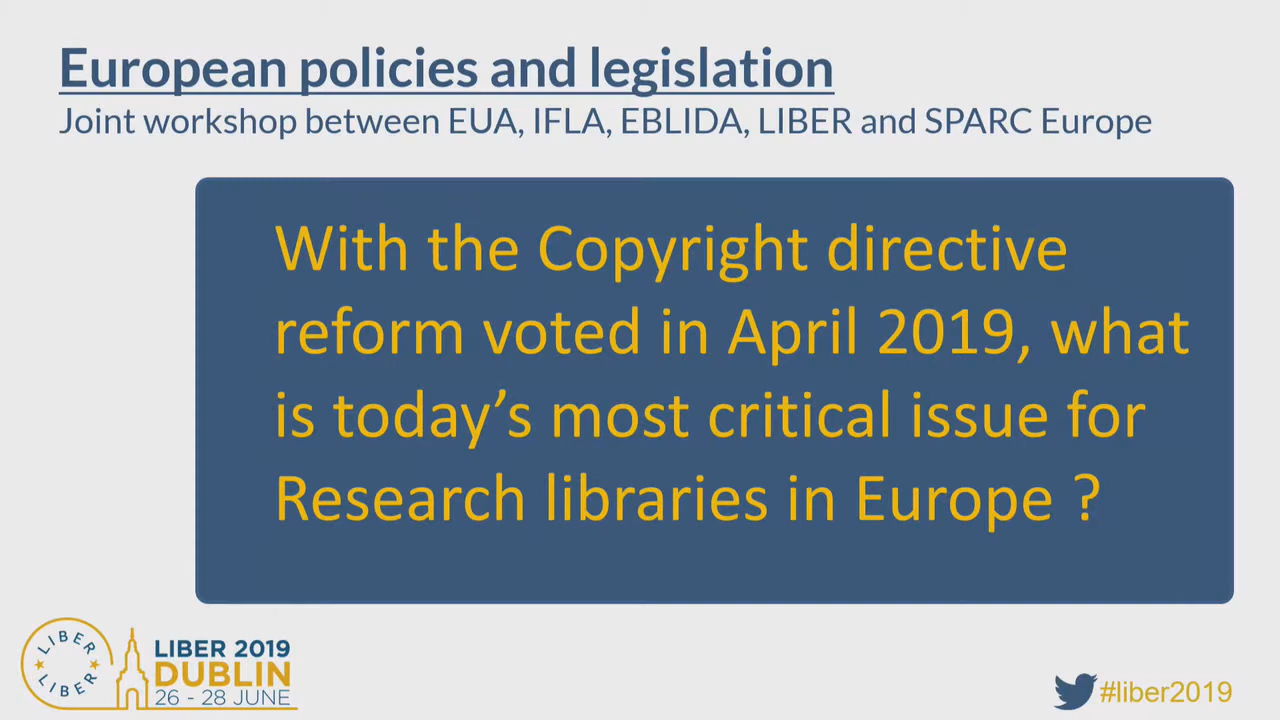 European policies and legislation
Joint workshop between EUA, IFLA, EBLIDA, LIBER and SPARC Europe
With the Copyright directive
reform voted in April 2019, what
is today’s most critical issue for
Research libraries in Europe ?
LIBER
LIBER
LIBER 2019
DUBLIN
26 - 28 JUNE
#liber2019